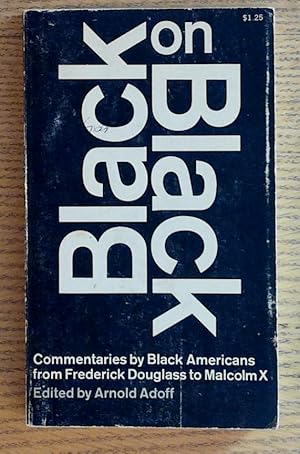 $1.25
Black
on
Black
Commentaries by Black Americans
from Frederick Douglass to Malcolm X
Edited by Arnold Adoff